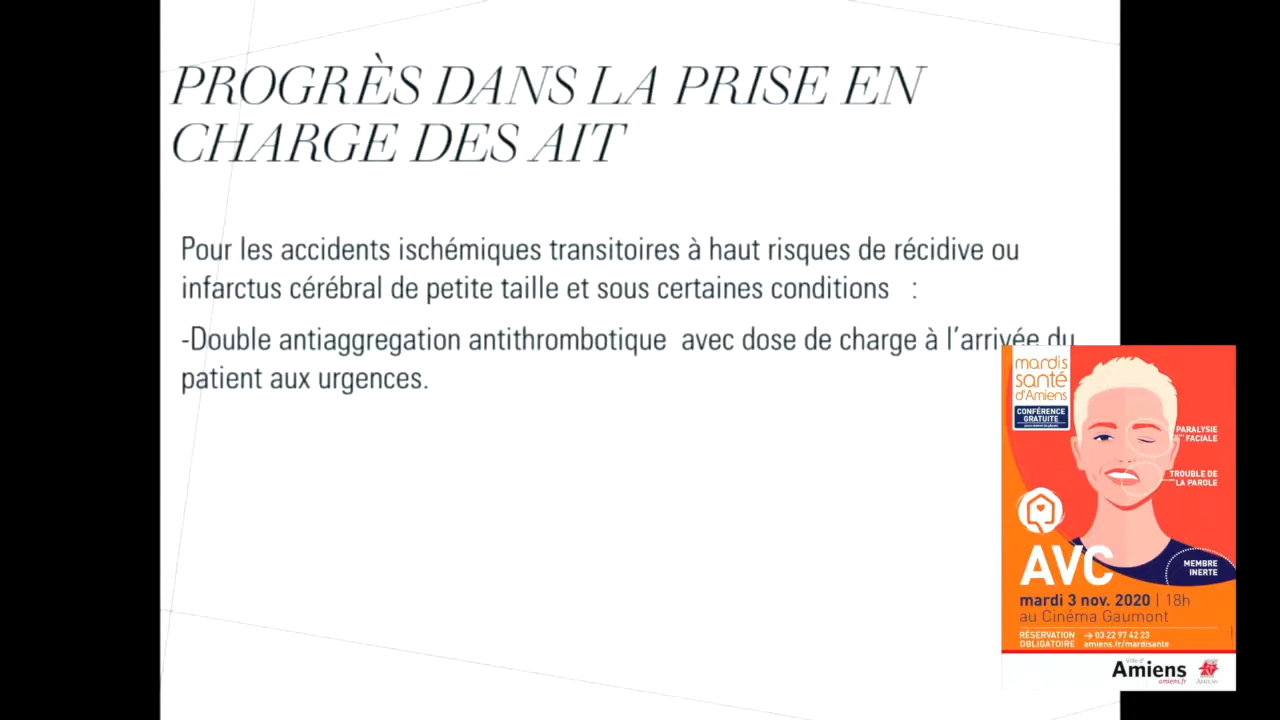 PROGRÈS DANS LA PRISE EN
CHARGE DES AIT
Pour les accidents ischémiques transitoires à haut risques de récidive ou
infarctus cérébral de petite taille et sous certaines conditions :
-Double antiaggregation antithrombotique avec dose de charge à l’arrivée du
patient aux urgences.
mardis
santé
d'Amiens
CONFÉRENCE
GRATUITE
PARALYSIE
FACIALE
TROUBLE DE
LA PAROLE
AVC
MEMBRE
INERTE
mardi 3 nov. 2020 | 18h
au Cinéma Gaumont
RÉSERVATION → 03 22 97 42 23
OBLIGATOIRE amiens.fr/mardisante
Ville d'
Amiens
amiens.fr